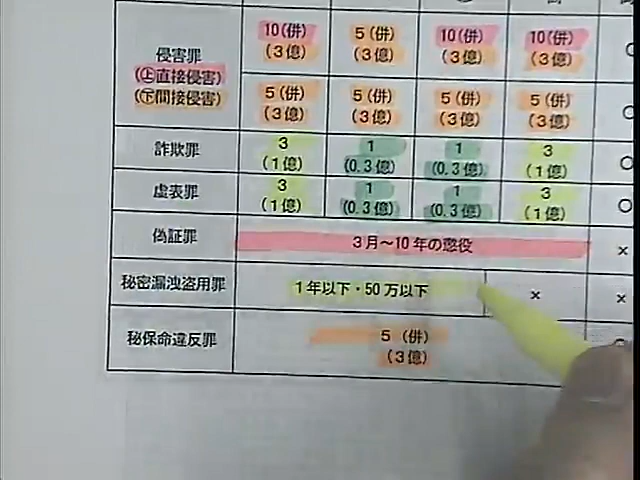 侵害罪
(㊤直接侵害)
(㊦間接侵害)
10(併) 5(併) 10(併) 10(併)
(3億) (3億) (3億) (3億)
5(併) 5(併) 5(併) 5(併)
(3億) (3億) (3億) (3億)
詐欺罪 3 1 1 3
(1億) (0.3億) (0.3億) (1億) ○
虚表罪 3 1 1 3
(1億) (0.3億) (0.3億) (1億) ○
偽証罪 3月~10年の懲役 ×
秘密漏洩盗用罪 1年以下・50万以下 × ×
秘保命違反罪 5(併)
(3億)